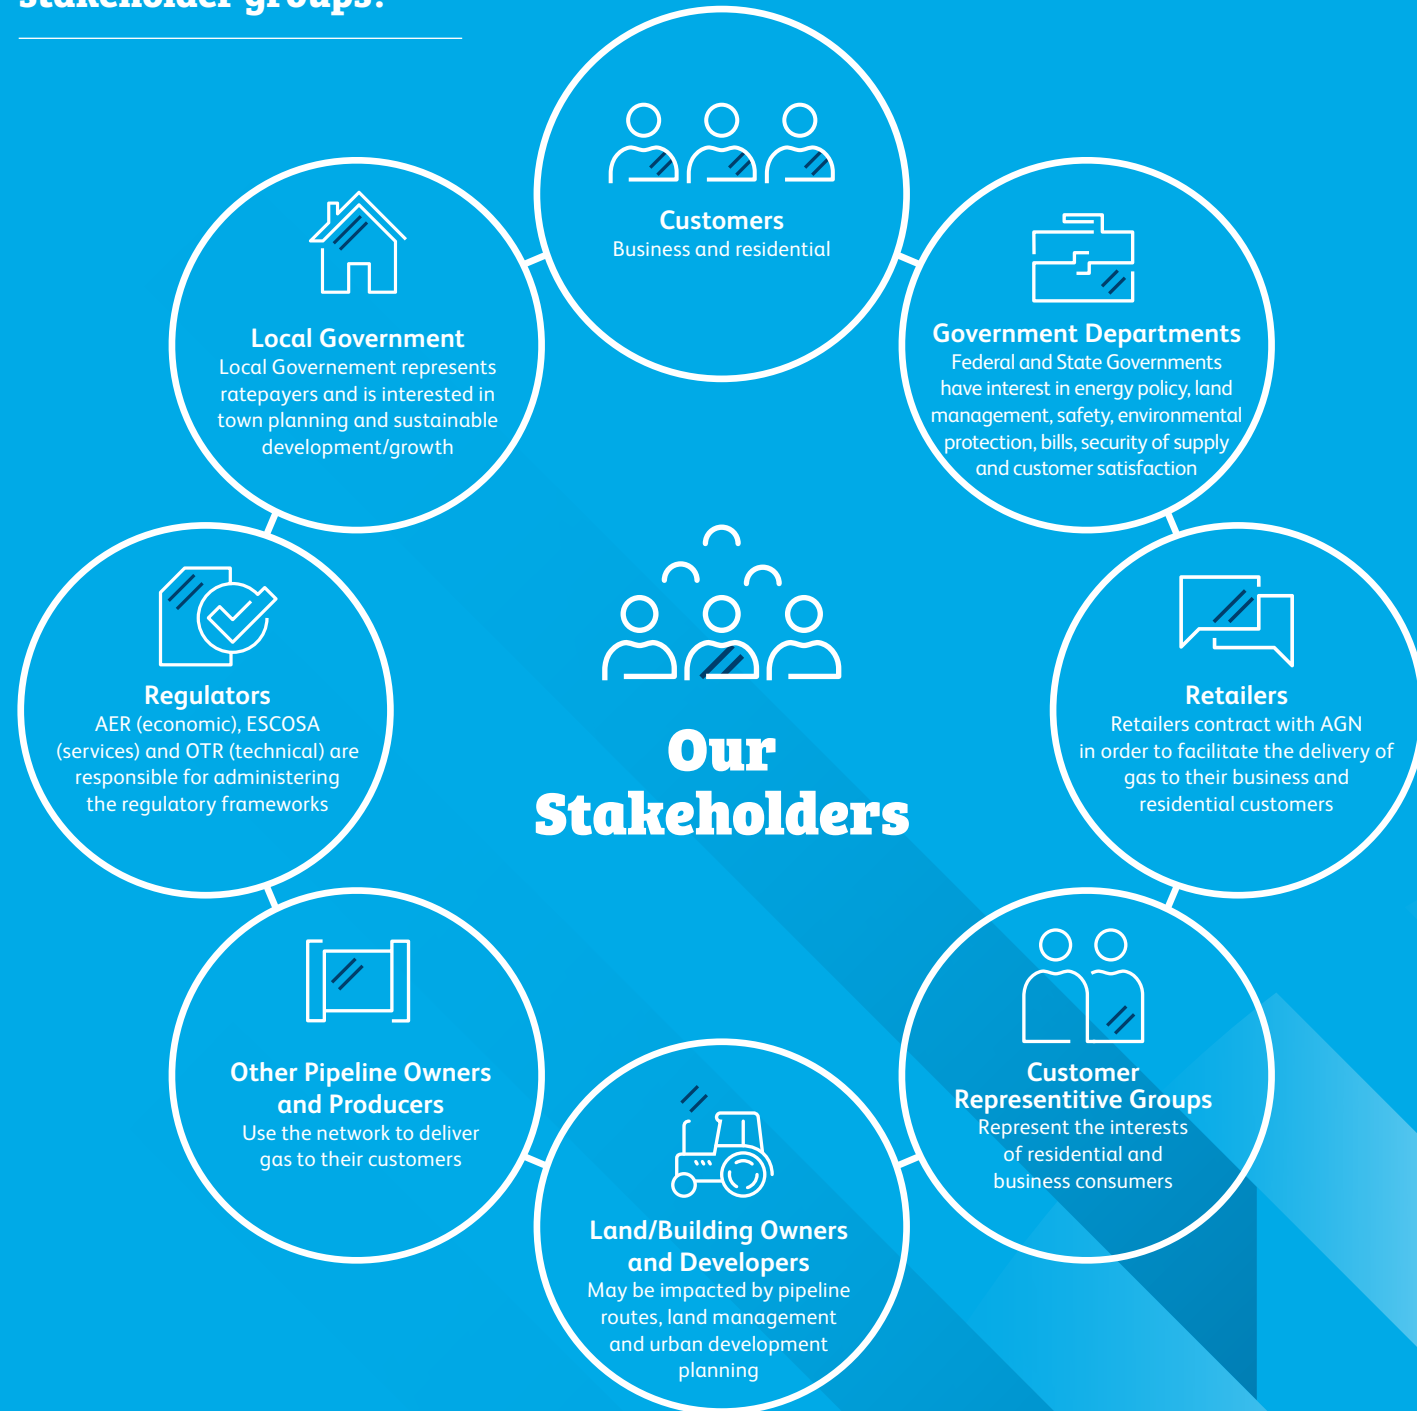 stakeholder groups?
Customers
Business and residential
Government Departments
Federal and State Governments
have interest in energy policy, land
management, safety, environmental
protection, bills, security of supply
and customer satisfaction
Retailers
Retailers contract with AGN
in order to facilitate the delivery of
gas to their business and
residential customers
Customer
Representitive Groups
Represent the interests
of residential and
business consumers
Land/Building Owners
and Developers
May be impacted by pipeline
routes, land management
and urban development
planning
Other Pipeline Owners
and Producers
Use the network to deliver
gas to their customers
Regulators
AER (economic), ESCOSA
(services) and OTR (technical) are
responsible for administering
the regulatory frameworks
Local Government
Local Governement represents
ratepayers and is interested in
town planning and sustainable
development/growth
Our
Stakeholders